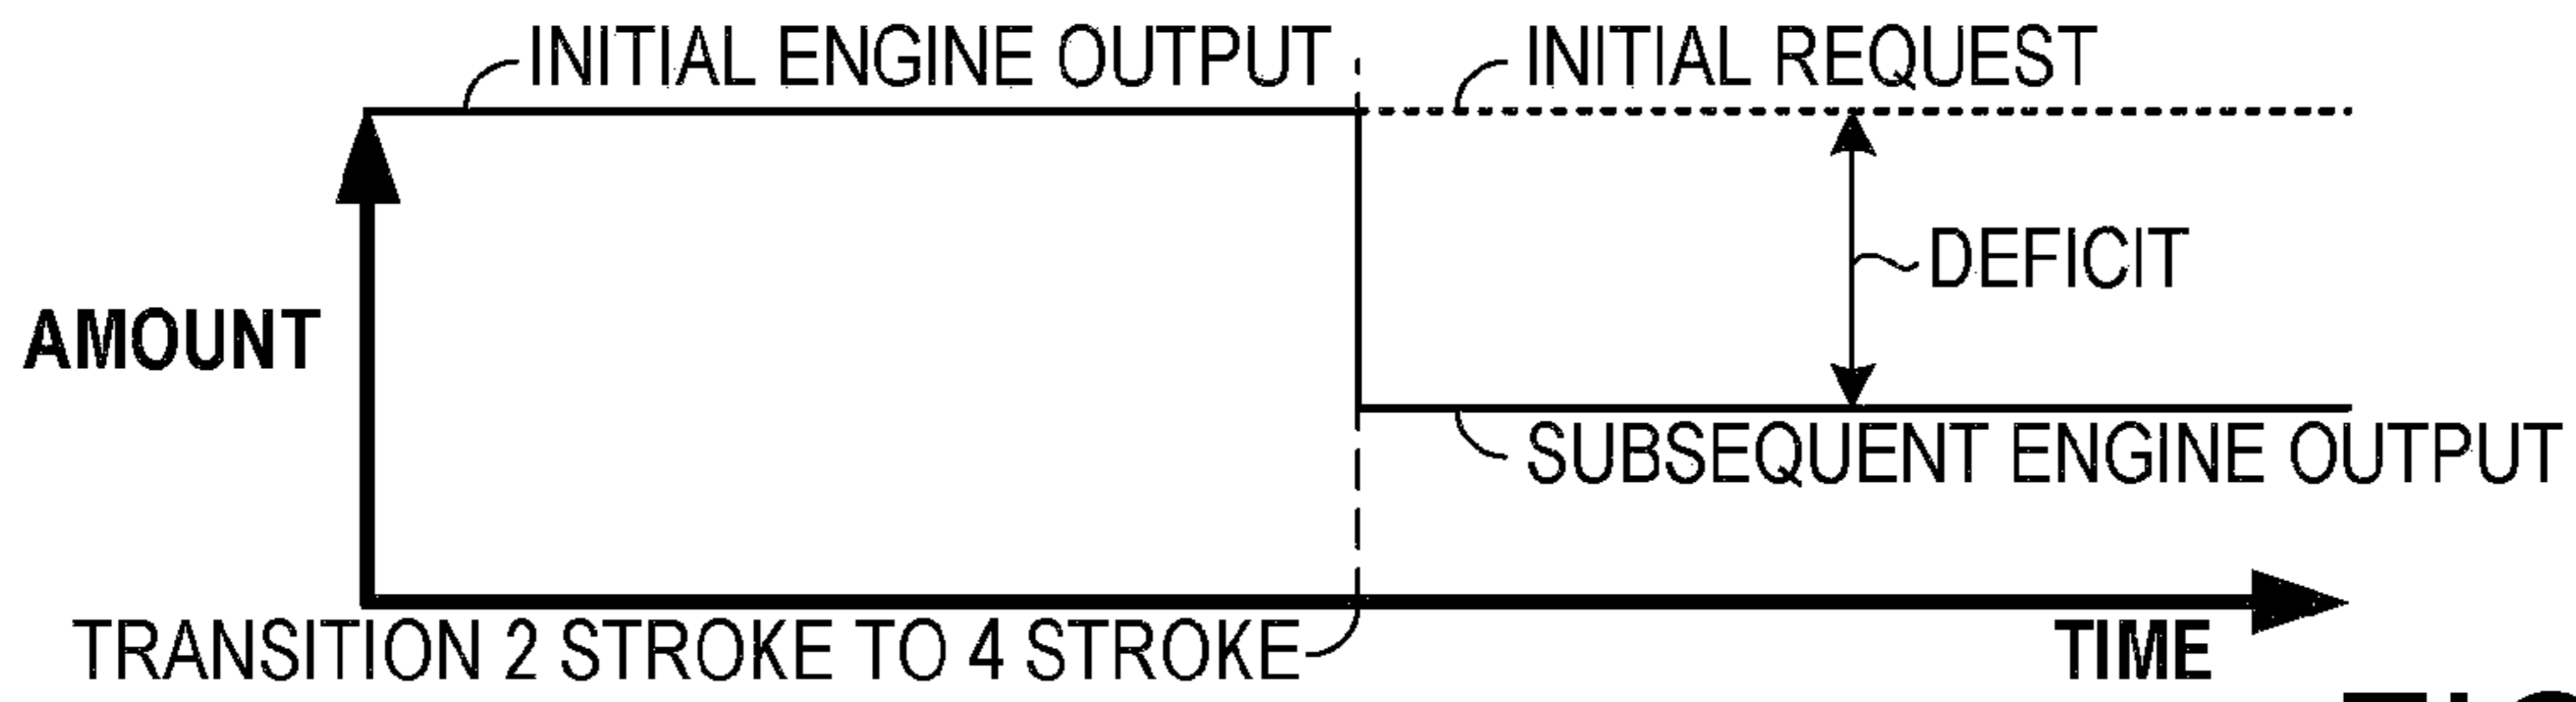 INITIAL ENGINE OUTPUT
INITIAL REQUEST
DEFICIT
AMOUNT
SUBSEQUENT ENGINE OUTPUT
TRANSITION 2 STROKE TO 4 STROKE
TIME